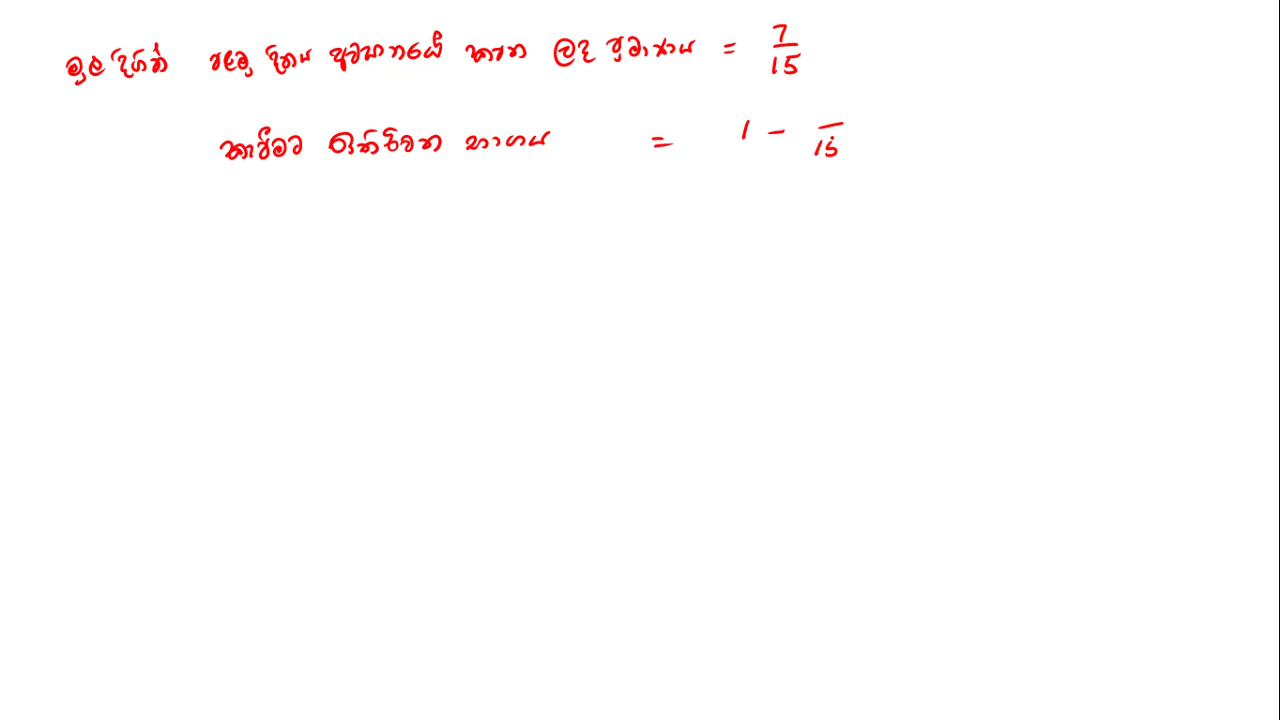 මුල දිගින් පළමු දිනය අවසානයේ කපන ලද ප්‍රමාණය = 7/15
කැපීමට ඉතිරිවන භාගය = 1 - /15